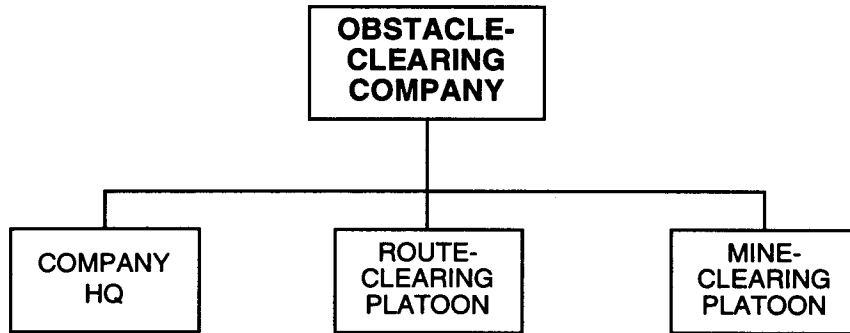 OBSTACLE-
CLEARING
COMPANY
COMPANY
HQ
ROUTE-
CLEARING
PLATOON
MINE-
CLEARING
PLATOON